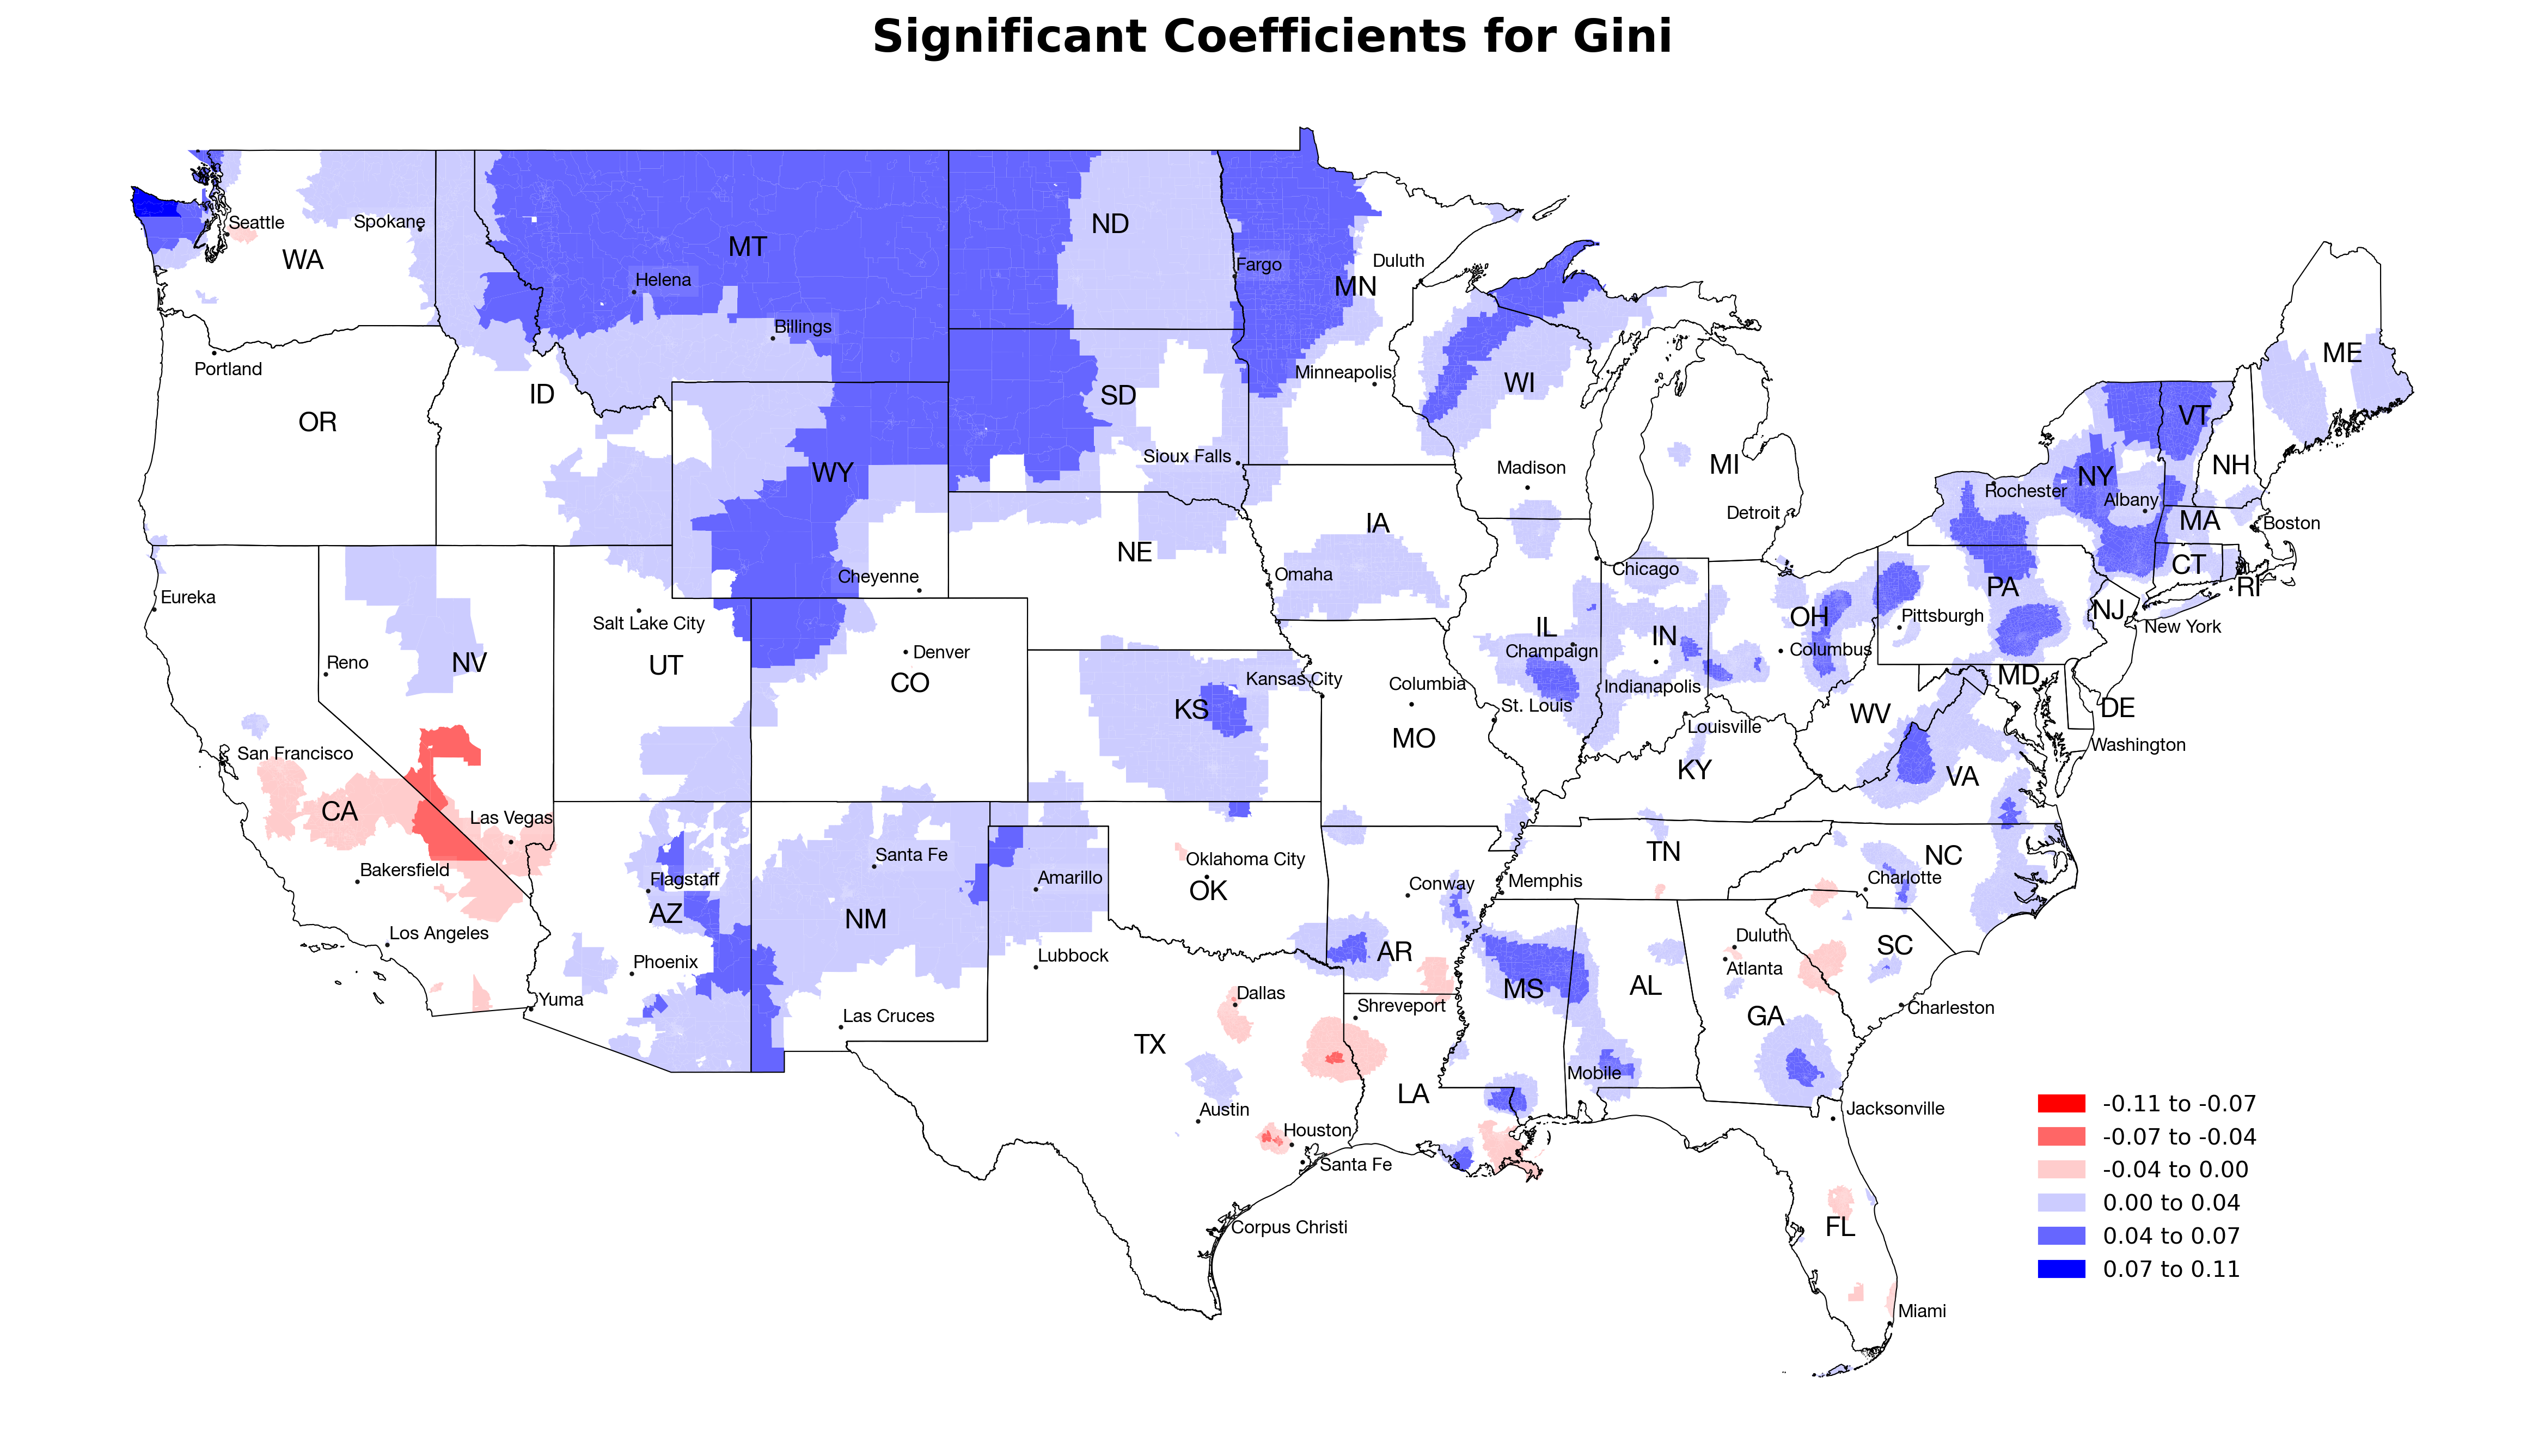 Significant Coefficients for Gini
Seattle
Spokane
WA
MT
ND
Helena
Fargo
Duluth
MN
Billings
Portland
Minneapolis
WI
ME
ID
SD
OR
VT
Sioux Falls
WY
Madison
MI
NH
NY
Rochester
Albany
Detroit
IA
MA
Boston
NE
CT
Omaha
Chicago
Cheyenne
RI
Eureka
PA
Salt Lake City
OH
NJ
Pittsburgh
New York
IL
IN
Champaign
Columbus
Denver
Reno
NV
UT
CO
Kansas City
Columbia
Indianapolis
MD
KS
St. Louis
WV
DE
Louisville
MO
Washington
San Francisco
KY
VA
CA
Las Vegas
Bakersfield
Santa Fe
Oklahoma City
TN
NC
Flagstaff
Amarillo
OK
Conway
Memphis
Charlotte
AZ
NM
Los Angeles
Lubbock
AR
Duluth
SC
Phoenix
Atlanta
MS
AL
Yuma
Dallas
Shreveport
Charleston
Las Cruces
GA
TX
Mobile
LA
Austin
Jacksonville
Houston
Santa Fe
FL
Corpus Christi
Miami
-0.11 to -0.07
-0.07 to -0.04
-0.04 to 0.00
0.00 to 0.04
0.04 to 0.07
0.07 to 0.11